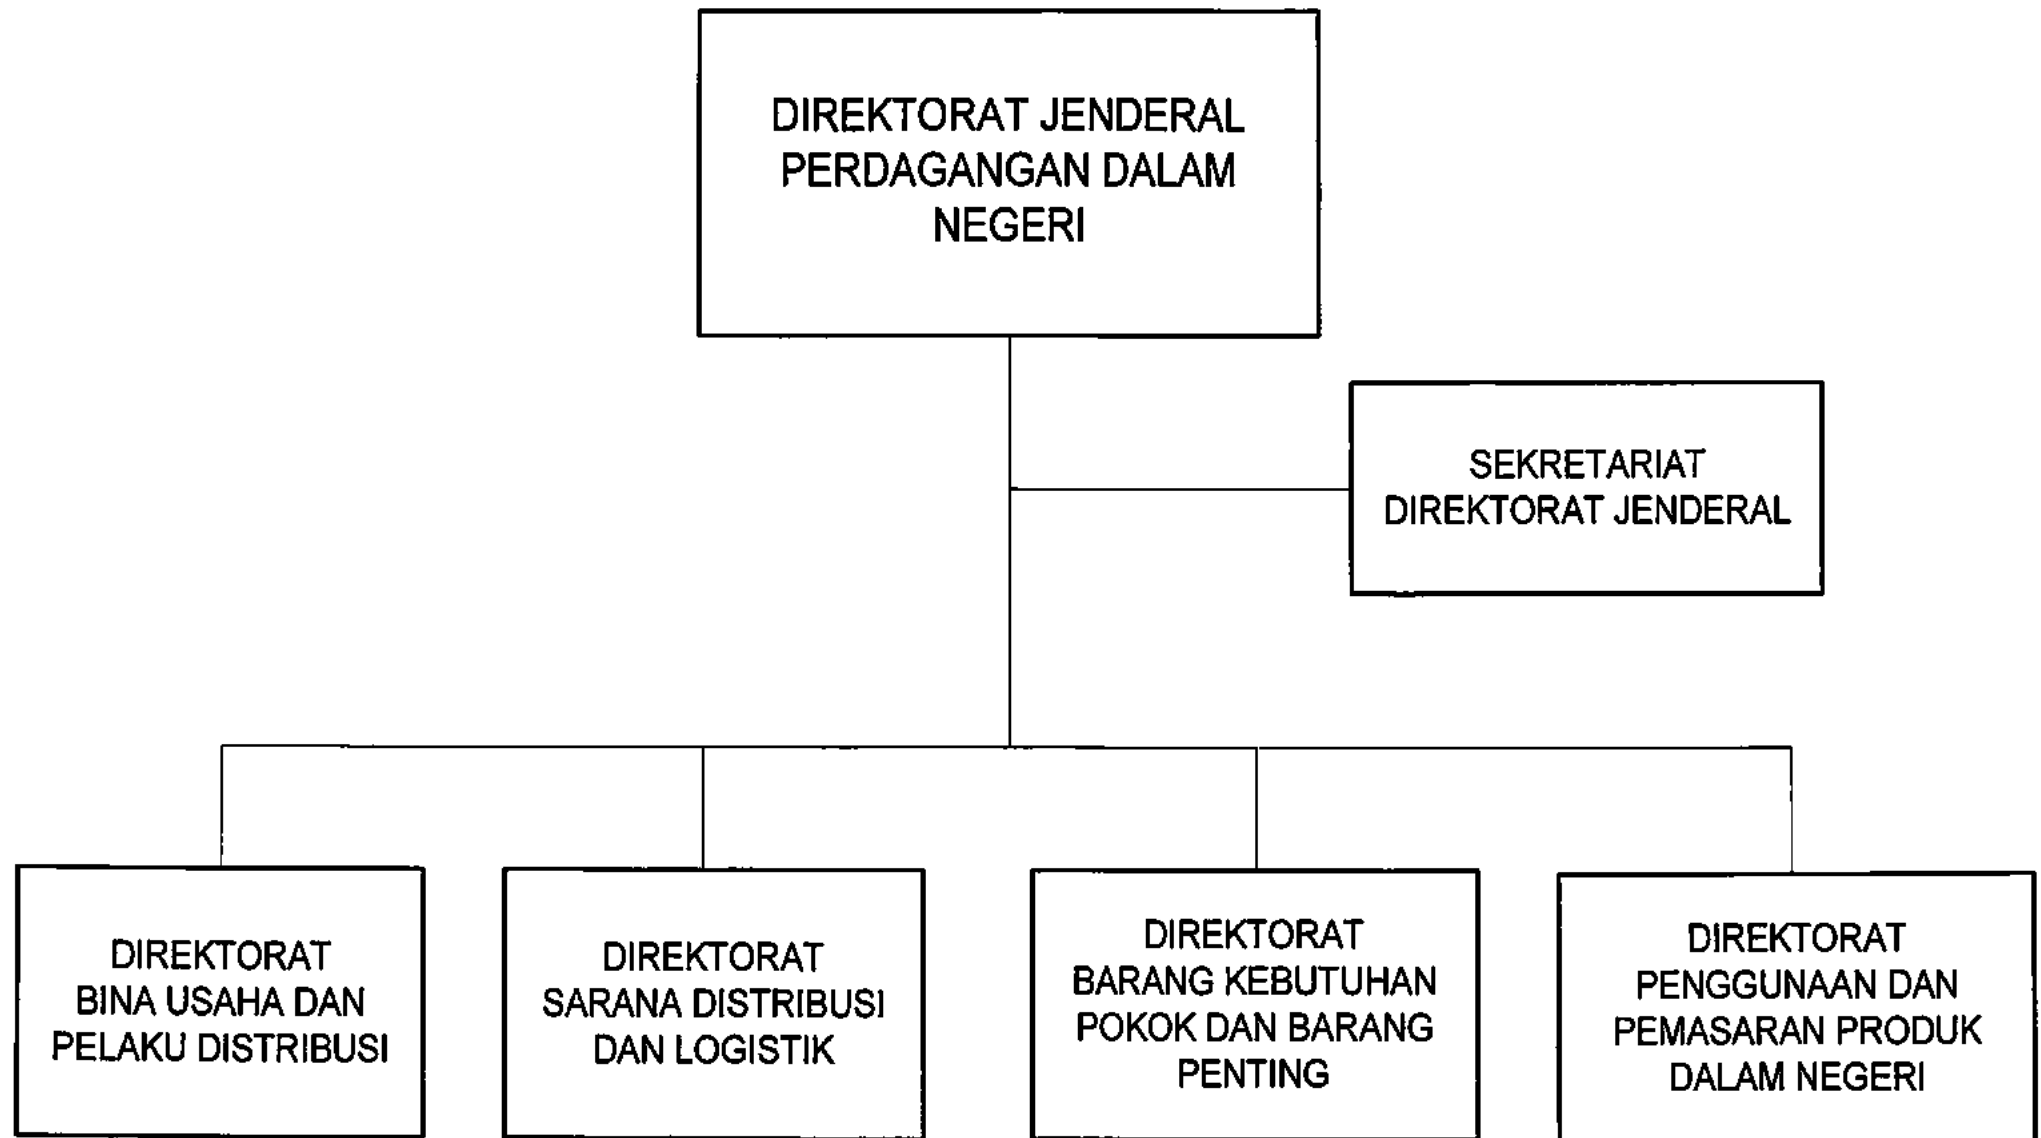 DIREKTORAT JENDERAL
PERDAGANGAN DALAM
NEGERI
SEKRETARIAT
DIREKTORAT JENDERAL
DIREKTORAT
BINA USAHA DAN
PELAKU DISTRIBUSI
DIREKTORAT
SARANA DISTRIBUSI
DAN LOGISTIK
DIREKTORAT
BARANG KEBUTUHAN
POKOK DAN BARANG
PENTING
DIREKTORAT
PENGGUNAAN DAN
PEMASARAN PRODUK
DALAM NEGERI